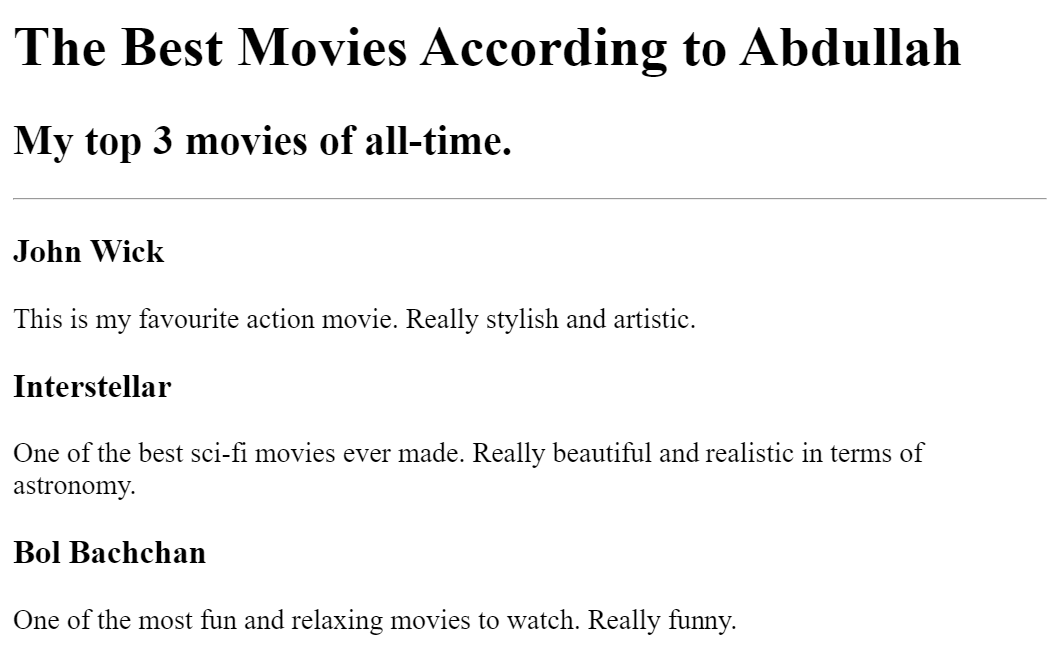 The Best Movies According to Abdullah
My top 3 movies of all-time.
John Wick
This is my favourite action movie. Really stylish and artistic.
Interstellar
One of the best sci-fi movies ever made. Really beautiful and realistic in terms of
astronomy.
Bol Bachchan
One of the most fun and relaxing movies to watch. Really funny.